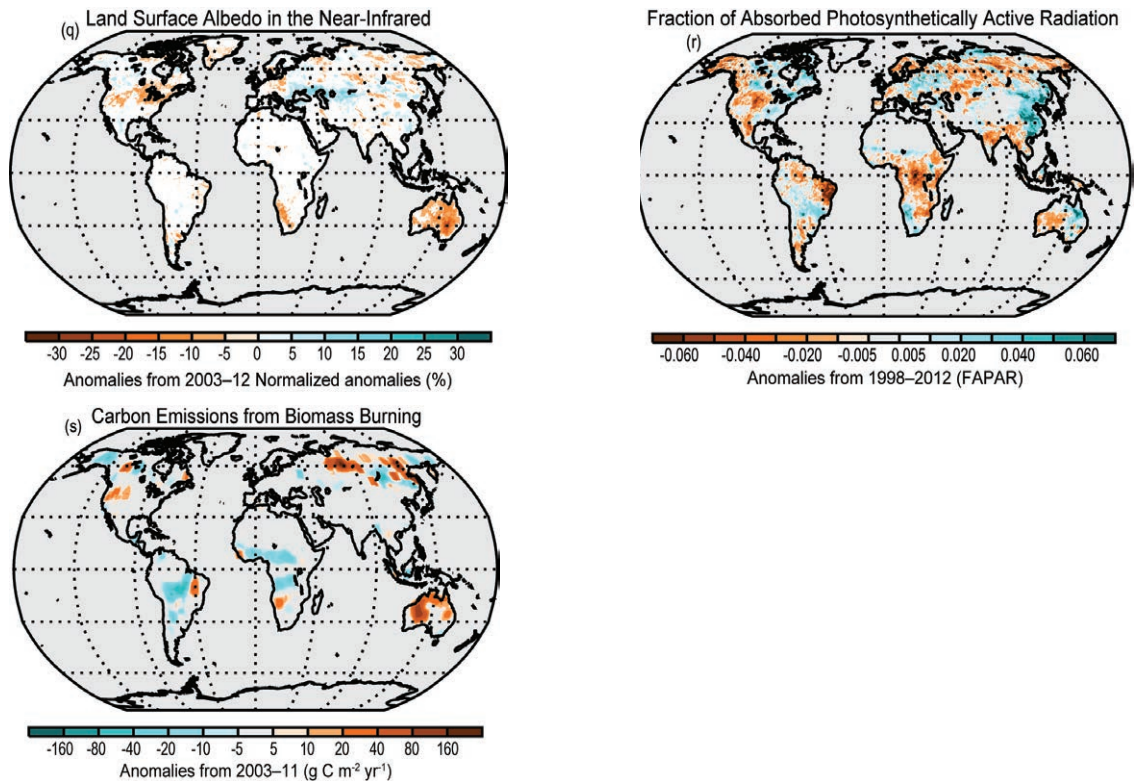 (q) Land Surface Albedo in the Near-Infrared
-30 -25 -20 -15 -10 -5 0 5 10 15 20 25 30
Anomalies from 2003–12 Normalized anomalies (%)
Fraction of Absorbed Photosynthetically Active Radiation
(r)
-0.060 -0.040 -0.020 -0.005 0.005 0.020 0.040 0.060
Anomalies from 1998–2012 (FAPAR)
(s) Carbon Emissions from Biomass Burning
-160 -80 -40 -20 -10 -5 5 10 20 40 80 160
Anomalies from 2003–11 (g C m⁻² yr⁻¹)